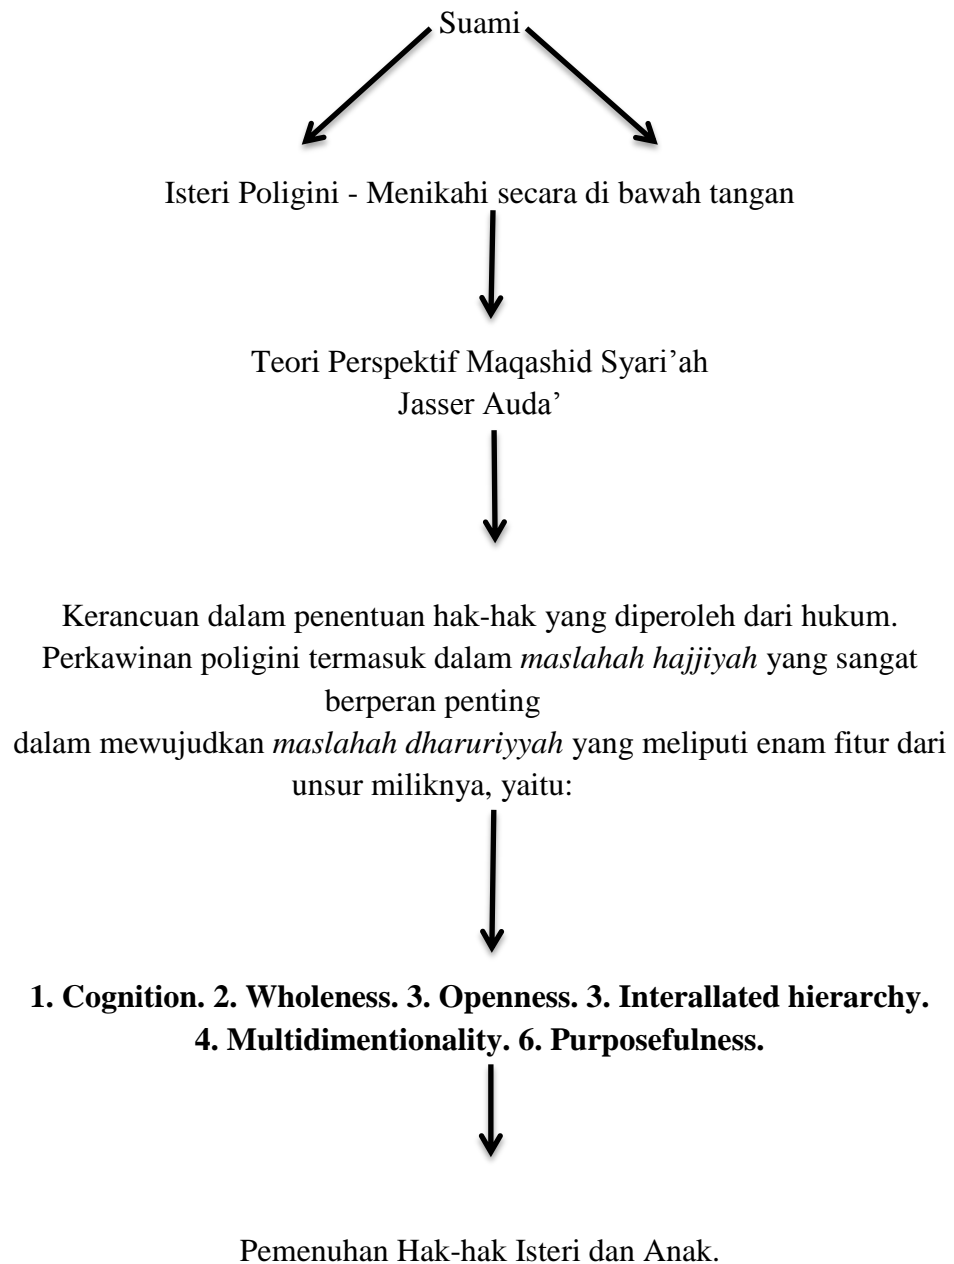 Suami
Isteri Poligini - Menikahi secara di bawah tangan
Teori Perspektif Maqashid Syari’ah
Jasser Auda’
Kerancuan dalam penentuan hak-hak yang diperoleh dari hukum.
Perkawinan poligini termasuk dalam maslahah hajjiyah yang sangat
berperan penting
dalam mewujudkan maslahah dharuriyyah yang meliputi enam fitur dari
unsur miliknya, yaitu:
1. Cognition. 2. Wholeness. 3. Openness. 3. Interallated hierarchy.
4. Multidimentionality. 6. Purposefulness.
Pemenuhan Hak-hak Isteri dan Anak.